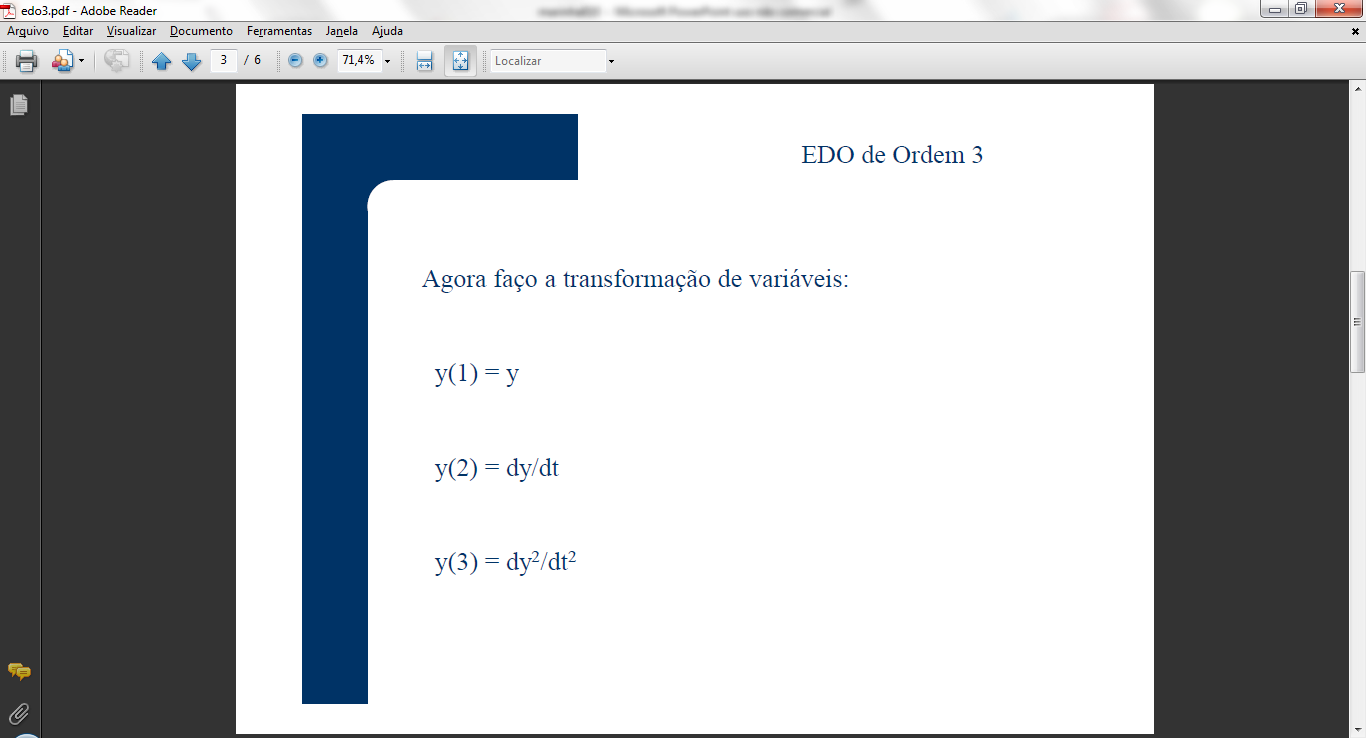 edo3.pdf - Adobe Reader
Arquivo Editar Visualizar Documento Ferramentas Janela Ajuda
3 / 6 71,4% Localizar
EDO de Ordem 3
Agora faço a transformação de variáveis:
y(1) = y
y(2) = dy/dt
y(3) = dy²/dt²